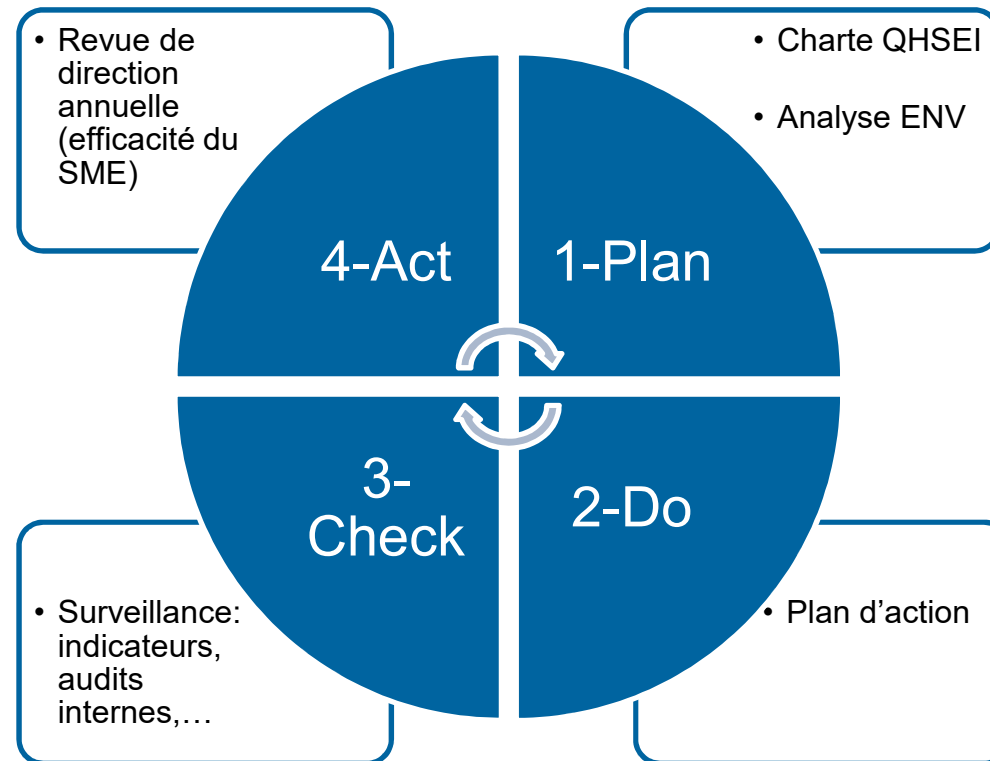 • Revue de
direction
annuelle
(efficacité du
SME)
• Charte QHSEI
• Analyse ENV
4-Act
1-Plan
3-
Check
2-Do
• Surveillance:
indicateurs,
audits
internes,…
• Plan d’action